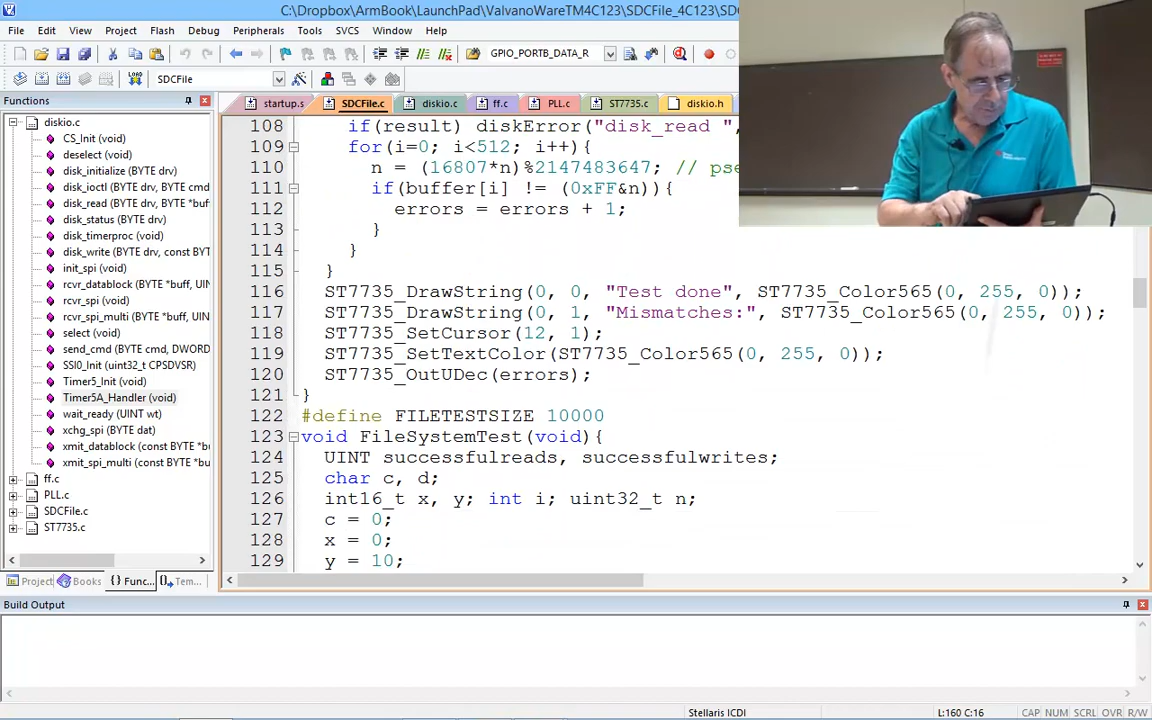 C:\Dropbox\ArmBook\LaunchPad\ValvanoWareTM4C123\SDCFile_4C123\SDC
File Edit View Project Flash Debug Peripherals Tools SVCS Window Help
GPIO_PORTB_DATA_R
LOAD SDCFile
Functions
startup.s SDCFile.c diskio.c ff.c PLL.c ST7735.c diskio.h
diskio.c
CS_Init (void)
deselect (void)
disk_initialize (BYTE drv)
disk_ioctl (BYTE drv, BYTE cmd
disk_read (BYTE drv, BYTE *buf
disk_status (BYTE drv)
disk_timerproc (void)
disk_write (BYTE drv, const BYT
init_spi (void)
rcvr_datablock (BYTE *buff, UIN
rcvr_spi (void)
rcvr_spi_multi (BYTE *buff, UIN
select (void)
send_cmd (BYTE cmd, DWORD
SSI0_Init (uint32_t CPSDVSR)
Timer5_Init (void)
Timer5A_Handler (void)
wait_ready (UINT wt)
xchg_spi (BYTE dat)
xmit_datablock (const BYTE *bu
xmit_spi_multi (const BYTE *bu
ff.c
PLL.c
SDCFile.c
ST7735.c
Project Books {} Func... Tem...
108 if(result) diskError("disk_read ",
109 for(i=0; i<512; i++){
110 n = (16807*n)%2147483647; // pse
111 if(buffer[i] != (0xFF&n)){
112 errors = errors + 1;
113 }
114 }
115 }
116 ST7735_DrawString(0, 0, "Test done", ST7735_Color565(0, 255, 0));
117 ST7735_DrawString(0, 1, "Mismatches:", ST7735_Color565(0, 255, 0));
118 ST7735_SetCursor(12, 1);
119 ST7735_SetTextColor(ST7735_Color565(0, 255, 0));
120 ST7735_OutUDec(errors);
121 }
122 #define FILETESTSIZE 10000
123 void FileSystemTest(void){
124 UINT successfulreads, successfulwrites;
125 char c, d;
126 int16_t x, y; int i; uint32_t n;
127 c = 0;
128 x = 0;
129 y = 10;
Build Output
Stellaris ICDI L:160 C:16 CAP NUM SCRL OVR R/W